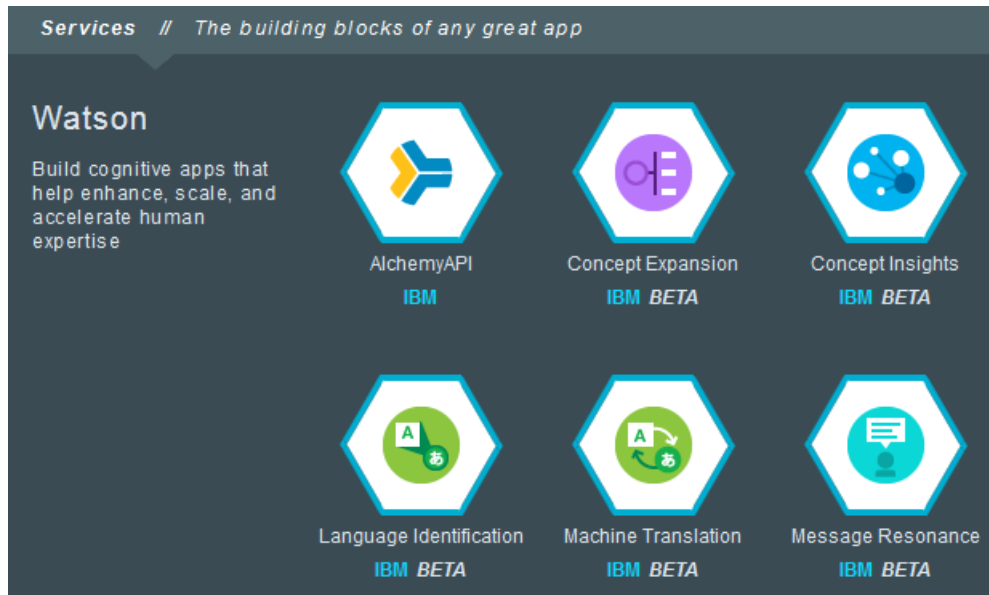 Services // The building blocks of any great app
Watson
Build cognitive apps that
help enhance, scale, and
accelerate human
expertise
AlchemyAPI
IBM
Concept Expansion
IBM BETA
Concept Insights
IBM BETA
A
あ
Language Identification
IBM BETA
A
あ
Machine Translation
IBM BETA
Message Resonance
IBM BETA